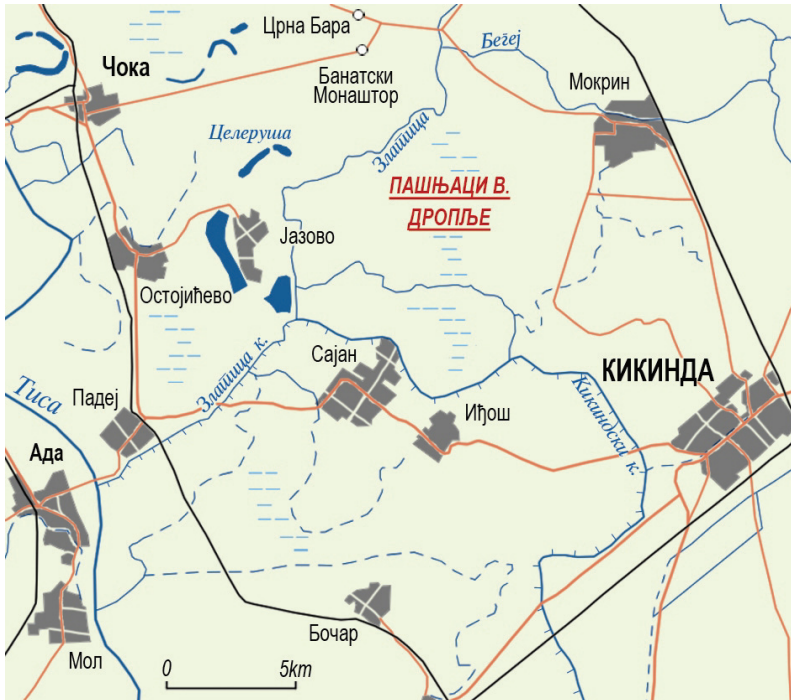 Црна Бара
Бегеј
Чока
Банатски
Монаштор
Мокрин
Златица
Целеруша
ПАШЊАЦИ В.
ДРОПЉЕ
Јазово
Остојићево
Златица к.
Сајан
КИКИНДА
Тиса
Падеј
Иђош
Кикиндски к.
Ада
Бочар
Мол
0
5km